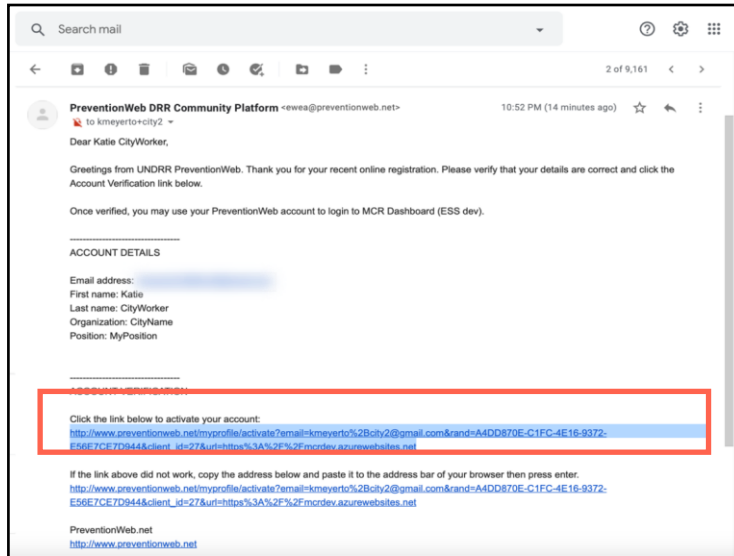 Search mail
2 of 9,161
PreventionWeb DRR Community Platform <ewea@preventionweb.net>
10:52 PM (14 minutes ago)
to kmeyerto+city2
Dear Katie CityWorker,
Greetings from UNDRR PreventionWeb. Thank you for your recent online registration. Please verify that your details are correct and click the
Account Verification link below.
Once verified, you may use your PreventionWeb account to login to MCR Dashboard (ESS dev).
----------------------------------
ACCOUNT DETAILS
Email address:
First name: Katie
Last name: CityWorker
Organization: CityName
Position: MyPosition
----------------------------------
ACCOUNT VERIFICATION
Click the link below to activate your account:
http://www.preventionweb.net/myprofile/activate?email=kmeyerto%2Bcity2@gmail.com&rand=A4DD870E-C1FC-4E16-9372-
E56E7CE7D944&client_id=27&url=https%3A%2F%2Fmcrdev.azurewebsites.net
If the link above did not work, copy the address below and paste it to the address bar of your browser then press enter.
http://www.preventionweb.net/myprofile/activate?email=kmeyerto%2Bcity2@gmail.com&rand=A4DD870E-C1FC-4E16-9372-
E56E7CE7D944&client_id=27&url=https%3A%2F%2Fmcrdev.azurewebsites.net
PreventionWeb.net
http://www.preventionweb.net